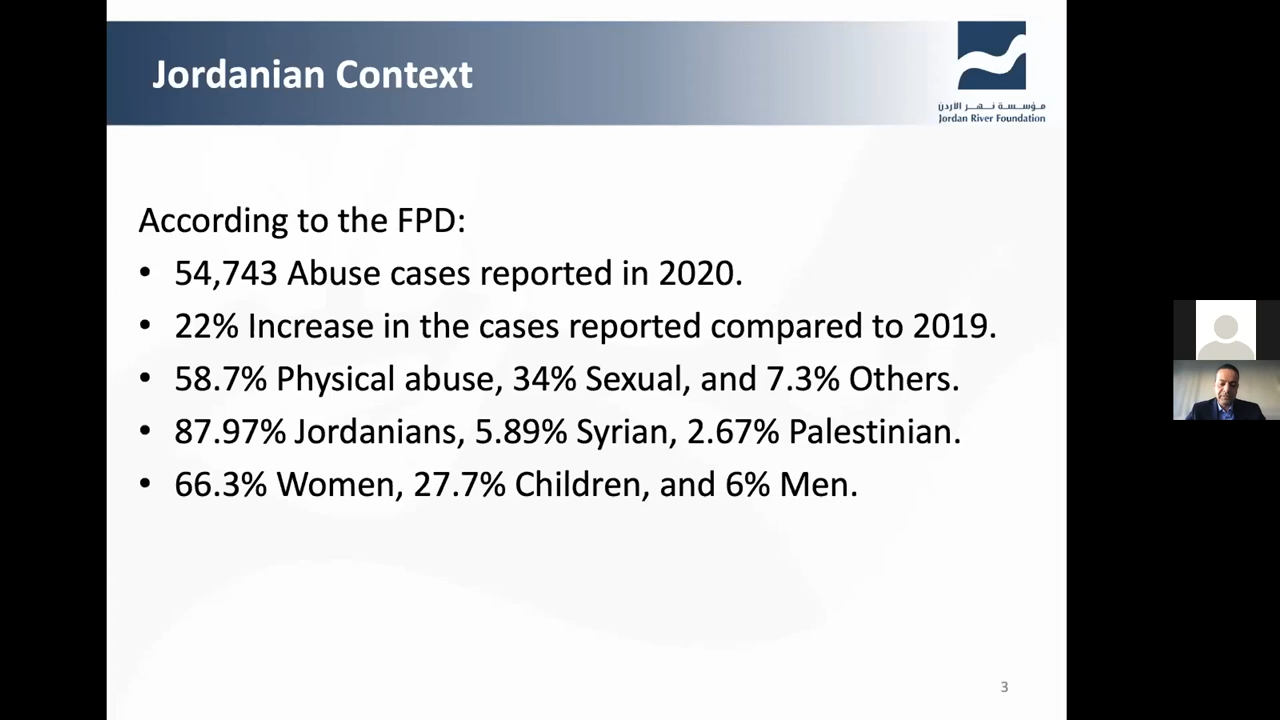 Jordanian Context
مؤسسة نهر الأردن
Jordan River Foundation
According to the FPD:
• 54,743 Abuse cases reported in 2020.
• 22% Increase in the cases reported compared to 2019.
• 58.7% Physical abuse, 34% Sexual, and 7.3% Others.
• 87.97% Jordanians, 5.89% Syrian, 2.67% Palestinian.
• 66.3% Women, 27.7% Children, and 6% Men.
3